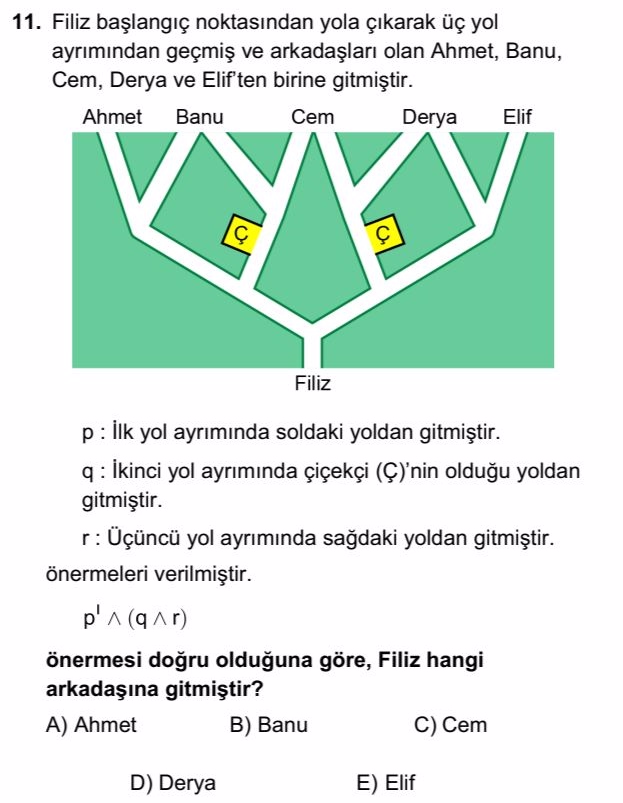 11. Filiz başlangıç noktasından yola çıkarak üç yol
ayrımından geçmiş ve arkadaşları olan Ahmet, Banu,
Cem, Derya ve Elif'ten birine gitmiştir.
Ahmet Banu Cem Derya Elif
Ç Ç
Filiz
p : İlk yol ayrımında soldaki yoldan gitmiştir.
q : İkinci yol ayrımında çiçekçi (Ç)'nin olduğu yoldan
gitmiştir.
r : Üçüncü yol ayrımında sağdaki yoldan gitmiştir.
önermeleri verilmiştir.
pꞌ ∧ (q ∧ r)
önermesi doğru olduğuna göre, Filiz hangi
arkadaşına gitmiştir?
A) Ahmet B) Banu C) Cem
D) Derya E) Elif